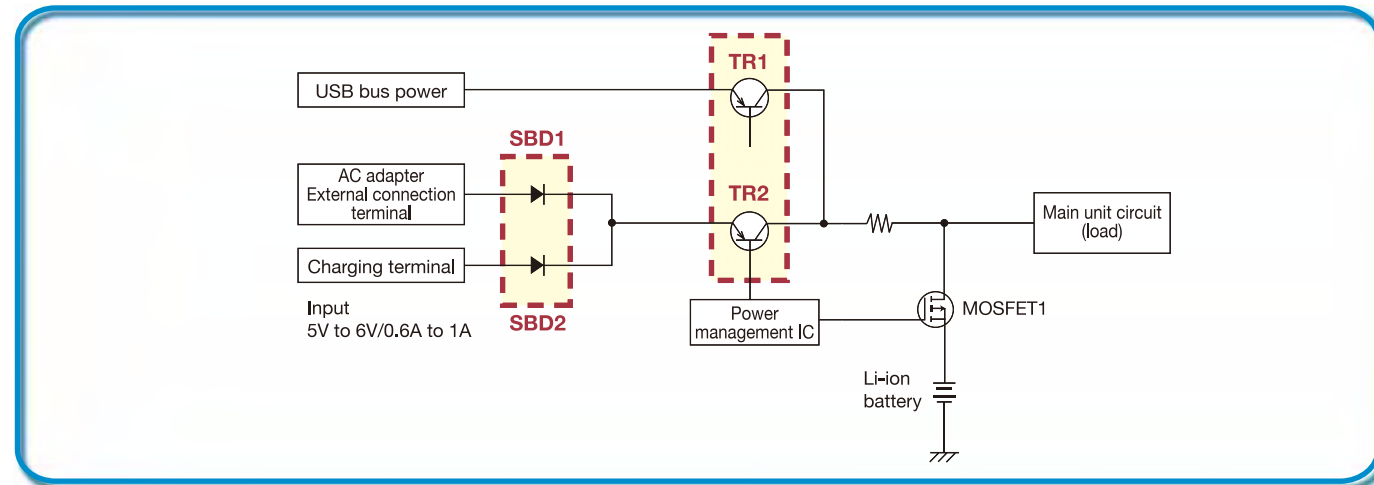 TR1
USB bus power
SBD1
AC adapter
External connection
terminal
TR2
Main unit circuit
(load)
Charging terminal
Input
5V to 6V/0.6A to 1A
SBD2
Power
management IC
MOSFET1
Li-ion
battery